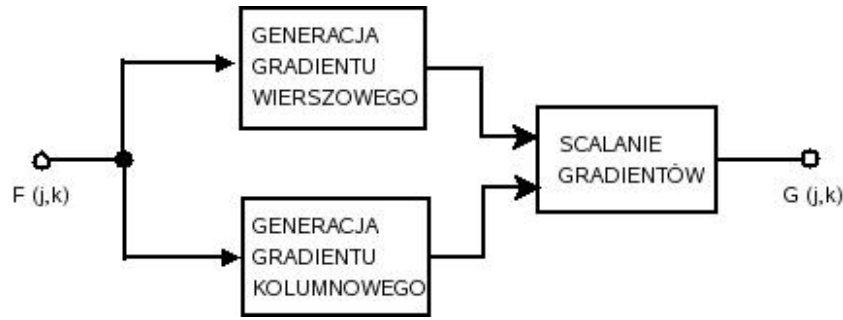 GENERACJA
GRADIENTU
WIERSZOWEGO
SCALANIE
GRADIENTÓW
F (j,k)
G (j,k)
GENERACJA
GRADIENTU
KOLUMNOWEGO